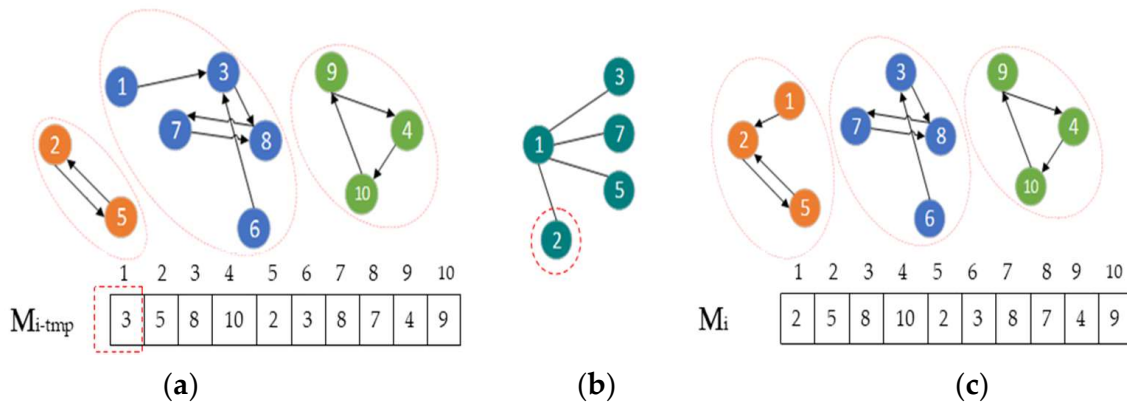 1 3 7 8 6
2 5
9 4 10
1 2 3 4 5 6 7 8 9 10
Mi-tmp 3 5 8 10 2 3 8 7 4 9
(a)
3
1 7
5
2
(b)
1 2 5
3 7 8 6
9 4 10
1 2 3 4 5 6 7 8 9 10
Mi 2 5 8 10 2 3 8 7 4 9
(c)